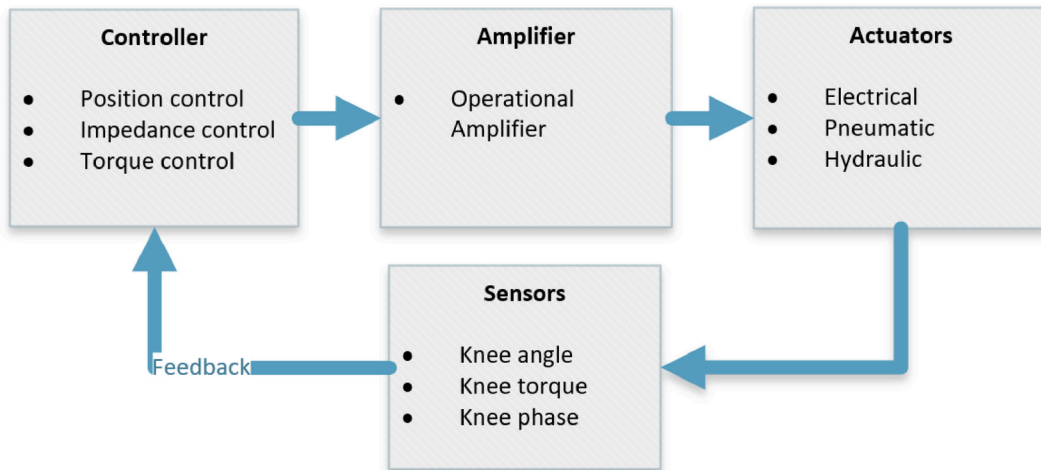 Controller
• Position control
• Impedance control
• Torque control
Amplifier
• Operational
Amplifier
Actuators
• Electrical
• Pneumatic
• Hydraulic
Sensors
• Knee angle
• Knee torque
• Knee phase
Feedback